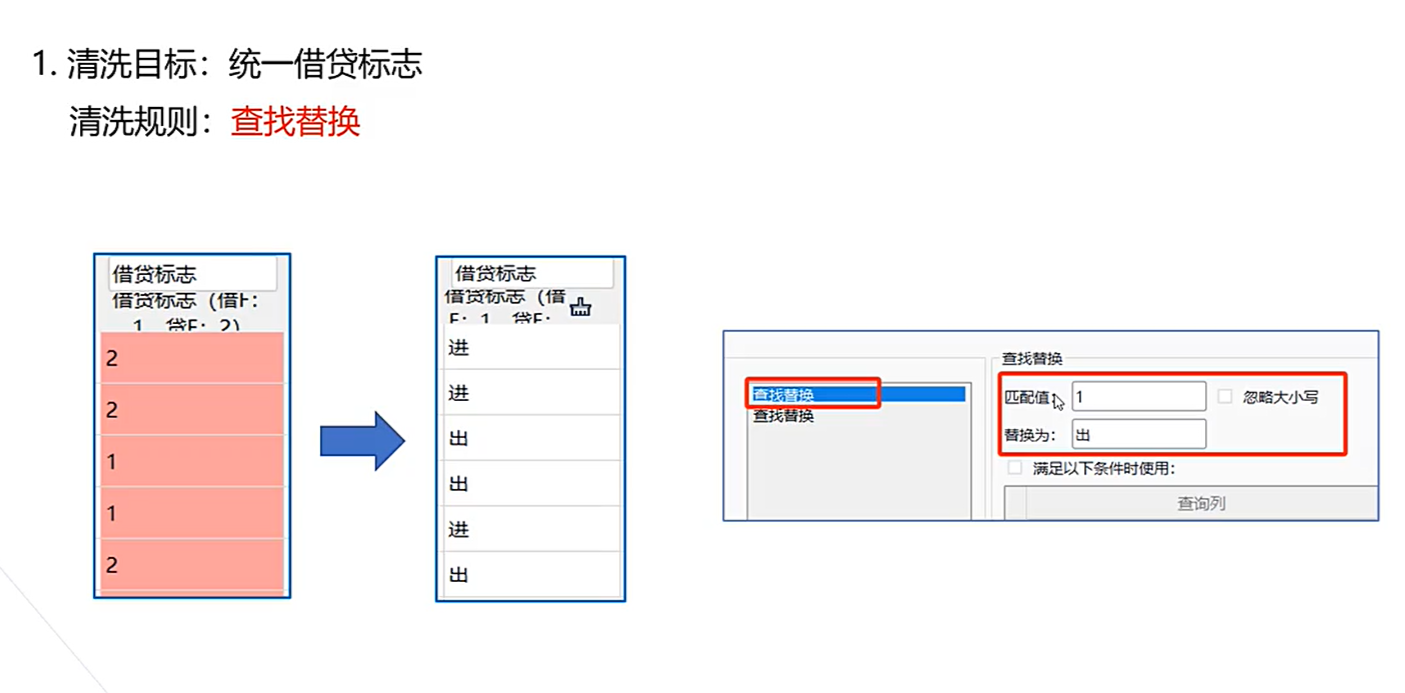 1. 清洗目标：统一借贷标志
清洗规则：查找替换
借贷标志
借贷标志（借F：
1，贷F：2)
2
2
1
1
2
借贷标志
借贷标志（借
F：1，贷F：
进
进
出
出
进
出
查找替换
查找替换
查找替换
匹配值： 1 忽略大小写
替换为： 出
满足以下条件时使用：
查询列